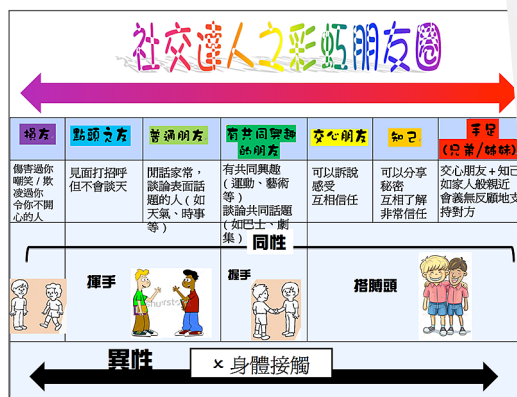 社交達人之彩虹朋友圈
損友
點頭之友
普通朋友
有共同興趣
的朋友
交心朋友
知己
手足
(兄弟/姊妹)
傷害過你
嘲笑/欺
凌過你
令你不開
心的人
見面打招呼
但不會談天
閒話家常，
談論表面話
題的人（如
天氣、時事
等）
有共同興趣
（運動、藝術
等）
談論共同話題
（如巴士、劇
集）
可以訴說
感受
互相信任
可以分享
秘密
互相了解
非常信任
交心朋友+知己
如家人般親近
會義無反顧地支
持對方
同性
揮手
握手
搭膊頭
異性
× 身體接觸